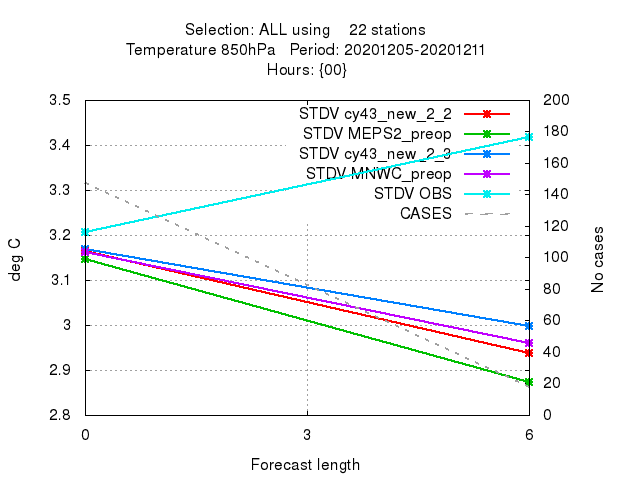 Selection: ALL using 22 stations
Temperature 850hPa Period: 20201205-20201211
Hours: {00}
3.5
3.4
3.3
3.2
3.1
3
2.9
2.8
deg C
STDV cy43_new_2_2
STDV MEPS2_preop
STDV cy43_new_2_3
STDV MNWC_preop
STDV OBS
CASES
200
180
160
140
120
100
80
60
40
20
0
No cases
0 3 6
Forecast length